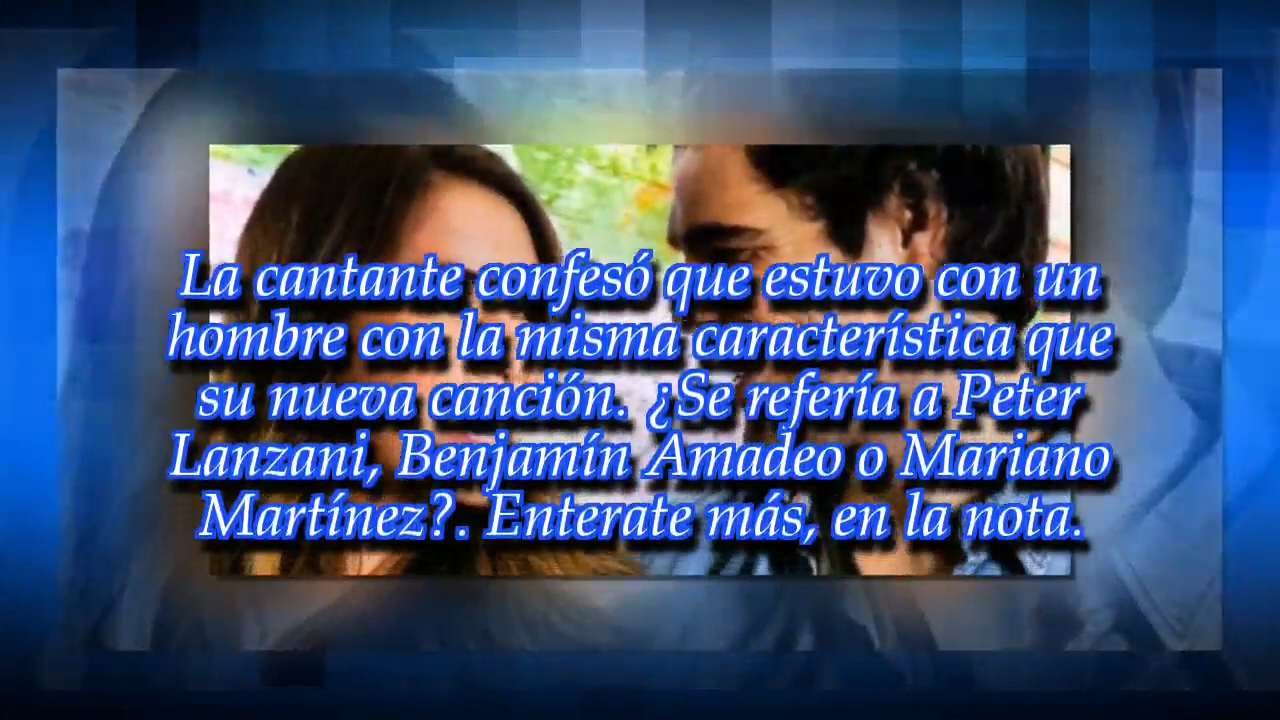 La cantante confesó que estuvo con un
hombre con la misma característica que
su nueva canción. ¿Se refería a Peter
Lanzani, Benjamín Amadeo o Mariano
Martínez?. Enterate más, en la nota.